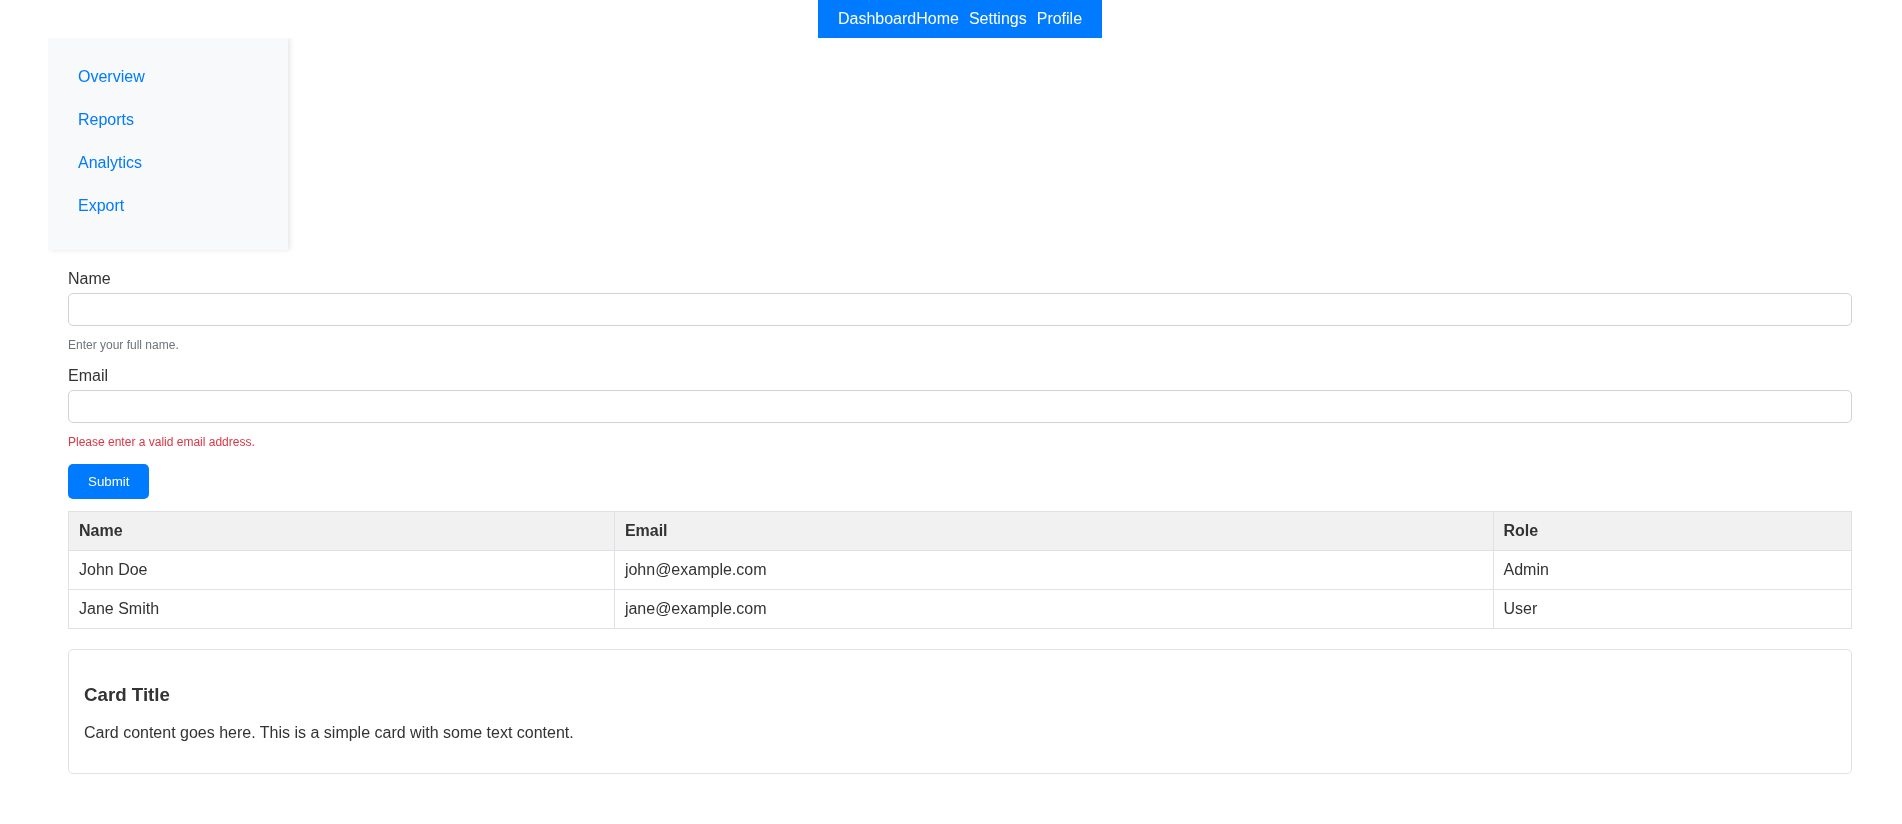 DashboardHome Settings Profile
Overview
Reports
Analytics
Export
Name
Enter your full name.
Email
Please enter a valid email address.
Submit
Name Email Role
John Doe john@example.com Admin
Jane Smith jane@example.com User
Card Title
Card content goes here. This is a simple card with some text content.